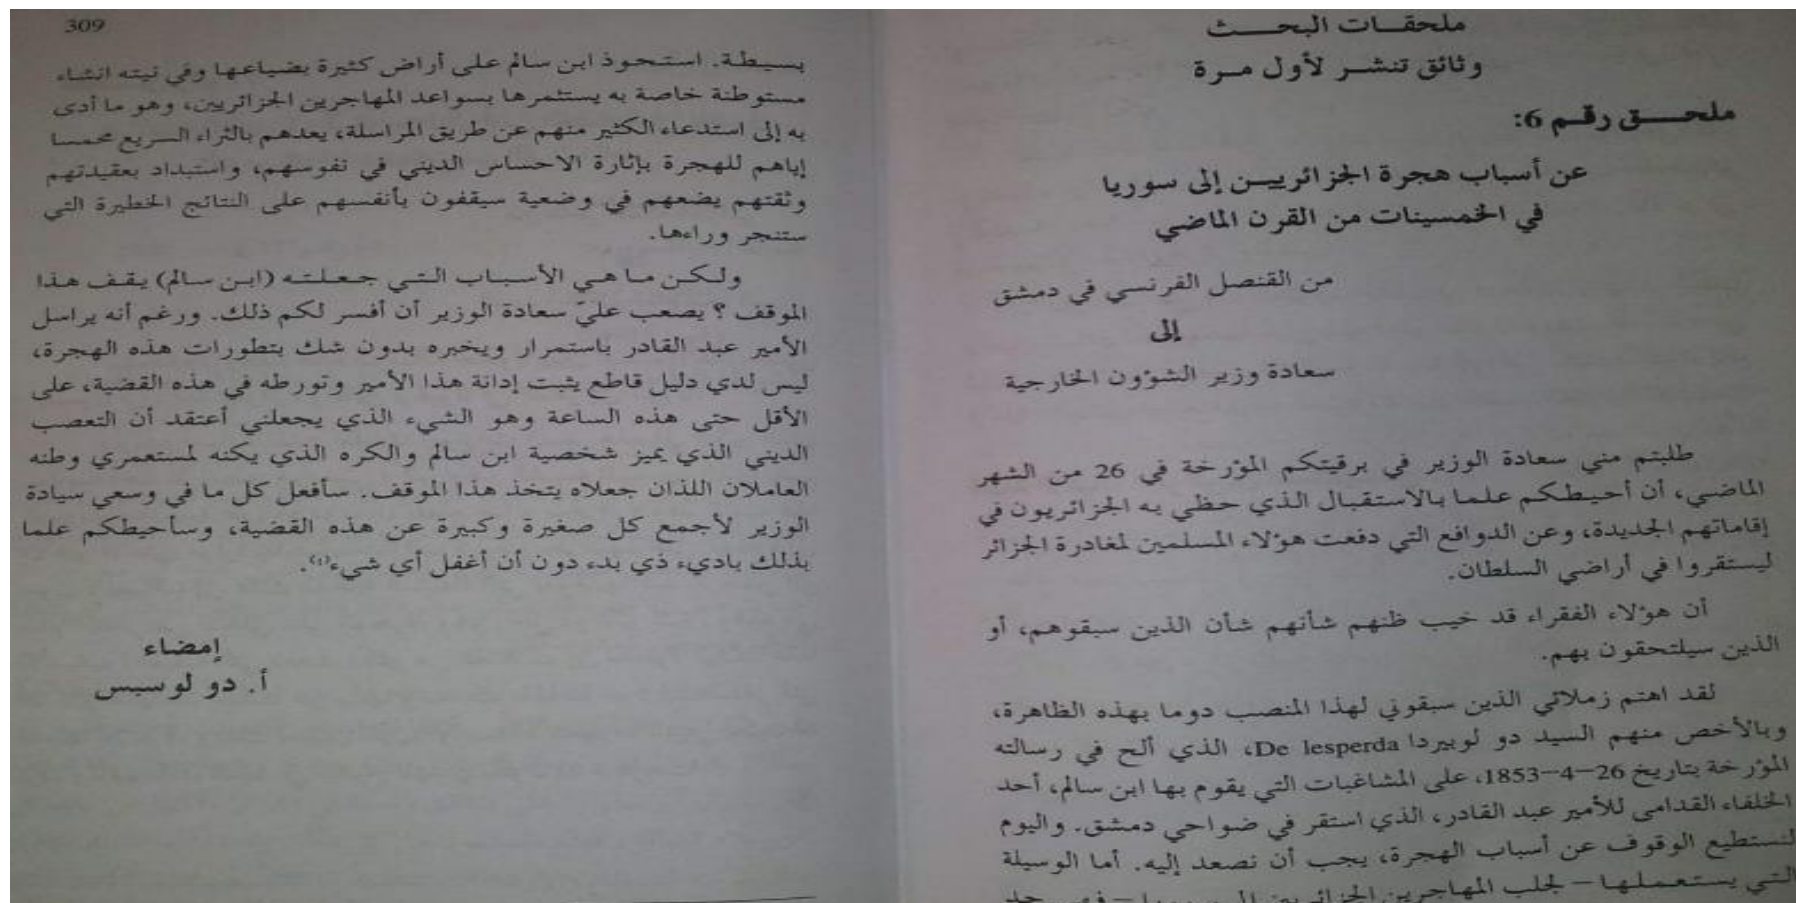 ملحقات البحث
وثائق تنشر لأول مرة
ملحق رقم 6:
عن أسباب هجرة الجزائريين إلى سوريا
في الخمسينات من القرن الماضي
من القنصل الفرنسي في دمشق
إلى
سعادة وزير الشؤون الخارجية
طلبتم مني سعادة الوزير في برقيتكم المؤرخة في 26 من الشهر
الماضي، أن أحيطكم علما بالاستقبال الذي حظي به الجزائريون في
إقاماتهم الجديدة، وعن الدوافع التي دفعت هؤلاء المسلمين لمغادرة الجزائر
ليستقروا في أراضي السلطان.
أن هؤلاء الفقراء قد خيب ظنهم شأنهم شأن الذين سبقوهم، أو
الذين سيلتحقون بهم.
لقد اهتم زملائي الذين سبقوني لهذا المنصب دوما بهذه الظاهرة،
وبالأخص منهم السيد دو لوبيردا De lesperda، الذي ألح في رسالته
المؤرخة بتاريخ 26-4-1853، على المشاغبات التي يقوم بها ابن سالم، أحد
الخلفاء القدامى للأمير عبد القادر، الذي استقر في ضواحي دمشق. واليوم
لنستطيع الوقوف عن أسباب الهجرة، يجب أن نصعد إليه. أما الوسيلة
التي يستعملها – لجلب المهاجرين الجزائريين إلى سوريا – فهي جد
309
بسيطة. استحوذ ابن سالم على أراض كثيرة بضياعها وفي نيته انشاء
مستوطنة خاصة به يستثمرها بسواعد المهاجرين الجزائريين، وهو ما أدى
به إلى استدعاء الكثير منهم عن طريق المراسلة، يعدهم بالثراء السريع محمسا
إياهم للهجرة بإثارة الاحساس الديني في نفوسهم، واستبداد بعقيدتهم
وثقتهم يضعهم في وضعية سيقفون بأنفسهم على النتائج الخطيرة التي
ستنجر وراءها.
ولكن ما هي الأسباب التي جعلته (ابن سالم) يقف هذا
الموقف ؟ يصعب عليّ سعادة الوزير أن أفسر لكم ذلك. ورغم أنه يراسل
الأمير عبد القادر باستمرار ويخبره بدون شك بتطورات هذه الهجرة،
ليس لدي دليل قاطع يثبت إدانة هذا الأمير وتورطه في هذه القضية، على
الأقل حتى هذه الساعة وهو الشيء الذي يجعلني أعتقد أن التعصب
الديني الذي يميز شخصية ابن سالم والكره الذي يكنه لمستعمري وطنه
العاملان اللذان جعلاه يتخذ هذا الموقف. سأفعل كل ما في وسعي سيادة
الوزير لأجمع كل صغيرة وكبيرة عن هذه القضية، وسأحيطكم علما
بذلك باديء ذي بدء دون أن أغفل أي شيء.
إمضاء
أ. دو لوسبس